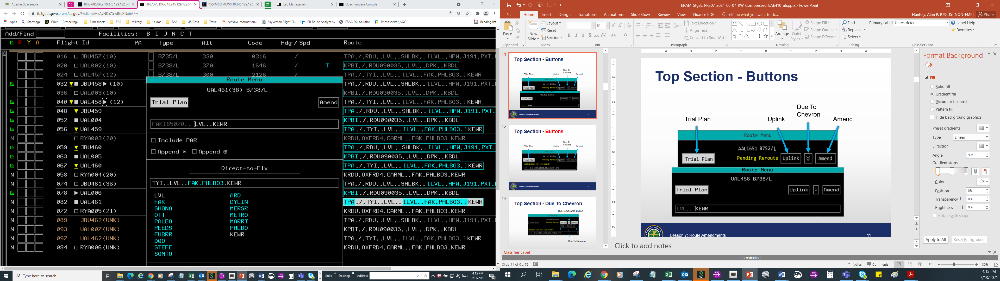 Apache Guacamole
16
867/RPD:RPos:10.245.129.122:54
868/DVu:DPos:10.245.129.122:54
455/MCG:MCWS:10.245.129.122:
21
Lab Management
Guac huntleya Console
tb3guac.gwp.eram.faa.gov/#/client/MzAyNDYAYwBteXNxbA==
Apps
Startpage
Gibiru – Protecting...
Timesheets
ECS
Military
Leidos
FAA
US Govt
Travel
AirNav: Information...
SkyVector: Flight Pl...
IFR Route Analyzer...
FRAC SSL Solution
Photoshelter_AOC
Reading list
Add/Find
Facilities: B I J N C T
R Y A Flight Id PA Type Alt Code Hdg / Spd Route
016 JBU457(10) B735/L 330 0316 / TPA./.RDU..LVL..SHLBK..[LVL..HPW.J191.PXT.
020 UAL002(10) B738/L 370 1646 / T KPBI./.RDU090035..LVL..DPK..KBDL
024 UAL457(12) B738/L 300 2126 / TPA./.TYI..LVL..[LVL..FAK.PHLBO3.]KEWR
032 JBU458 (10) TPA./.RDU..LVL..SHLBK..[LVL..HPW.J191.PXT.
036 UAL003(10) KPBI./.RDU090035..LVL..DPK..KBDL
040 UAL458 (12) TPA./.TYI..LVL..[LVL..FAK.PHLBO3.]KEWR
048 JBU459 TPA./.RDU..LVL..SHLBK..[LVL..HPW.J191.PXT.
052 UAL004 KPBI./.RDU090035..LVL..DPK..KBDL
056 UAL459 TPA./.TYI..LVL..[LVL..FAK.PHLBO3.]KEWR
N RYA003(20) KRDU.OXFRD4.CARML..FAK.PHLBO3.KEWR
059 JBU460 TPA./.RDU..LVL..SHLBK..[LVL..HPW.J191.PXT.
063 UAL005 KPBI./.RDU090035..LVL..DPK..KBDL
067 UAL460 TPA./.TYI..LVL..[LVL..FAK.PHLBO3.]KEWR
N 058 RYA004(20) KRDU.OXFRD4.CARML..FAK.PHLBO3.KEWR
N 074 JBU461(36) TPA./.RDU..LVL..SHLBK..[LVL..HPW.J191.PXT.
078 UAL006 KPBI./.RDU090035..LVL..DPK..KBDL
N 082 UAL461 TPA./.TYI..LVL..[LVL..FAK.PHLBO3.]KEWR
N 072 RYA005(21) KRDU.OXFRD4.CARML..FAK.PHLBO3.KEWR
N 089 JBU462(UNK) TPA./.RDU..LVL..SHLBK..[LVL..HPW.J191.PXT.
N 093 UAL007(UNK) KPBI./.RDU090035..LVL..DPK..KBDL
N 097 UAL462(UNK) TPA./.TYI..LVL..[LVL..FAK.PHLBO3.]KEWR
N 084 RYA006(UNK) KRDU.OXFRD4.CARML..FAK.PHLBO3.KEWR
Route Menu
UAL461(38) B738/L
Trial Plan
Amend
FAK185070.. LVL..KEWR
Include PAR
Append * Append ⊕
Direct-to-Fix
TYI..LVL..FAK.PHLBO3.KEWR
LVL ARD
FAK DYLIN
SHONA MERSR
OTT METRO
PALEO MARRT
PEEDS PHLBO
FUBRR KEWR
DQO
STEFE
SOMTO
Type here to search
Links
Desktop
Address
4:15 PM
7/13/2021
ERAM_Stg3c_PRS07_2021_06_07_RW_Compressed_EAE410_ah.pptx - PowerPoint
File Home Insert Design Transitions Animations Slide Show Review View Nuance PDF Tell me what you want to do...
Huntley, Alan P. [US-US](NON-EMP)
Share
Paste
Clipboard
New Slide
Layout
Reset
Section
Slides
40
Font
Text Direction
Align Text
Convert to SmartArt
Paragraph
Arrange
Quick Styles
Shape Fill
Shape Outline
Shape Effects
Drawing
Find
Replace
Select
Editing
Primary Label
Unrestricted
Label Help
Favorites
Classifier Label
11
Top Section - Buttons
Trial Plan
Uplink
Due To Chevron
Amend
Lesson 7: Route Amendments
11
12
Top Section - Buttons
Trial Plan
Uplink
Due To Chevron
Amend
Pending Reroute
Lesson 7: Route Amendments
12
13
Top Section - Due To Chevron
Due To Chevron Button
Due To Reasons
Top Section - Buttons
Trial Plan
Uplink
Due To
Chevron
Amend
Route Menu
AAL1651 B752/L
Trial Plan
Pending Reroute
Uplink
Amend
Route Menu
UAL458 B738/L
Trial Plan
Uplink
Amend
LVL.. KEWR
FEDERAL AVIATION
Lesson 7: Route Amendments
11
Click to add notes
Format Background
Fill
Solid fill
Gradient fill
Picture or texture fill
Pattern fill
Hide background graphics
Preset gradients
Type
Linear
Direction
Angle
90°
Gradient stops
Color
Position
0%
Transparency
0%
Brightness
0%
Rotate with shape
Apply to All
Reset Background
Classifier Label
Unrestricted
Slide 11 of 0 .. 72
Notes
Comments
80%
4:15 PM
7/13/2021